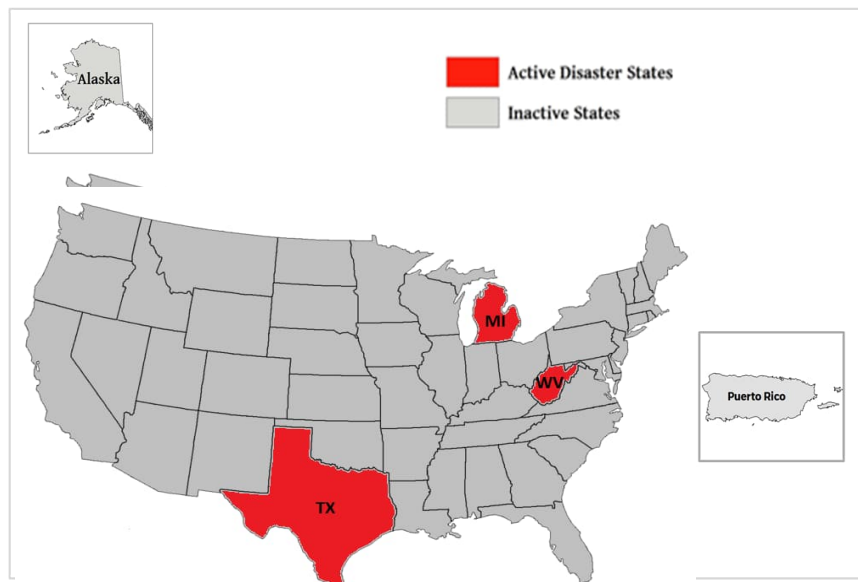 Alaska
Active Disaster States
Inactive States
MI
WV
Puerto Rico
TX